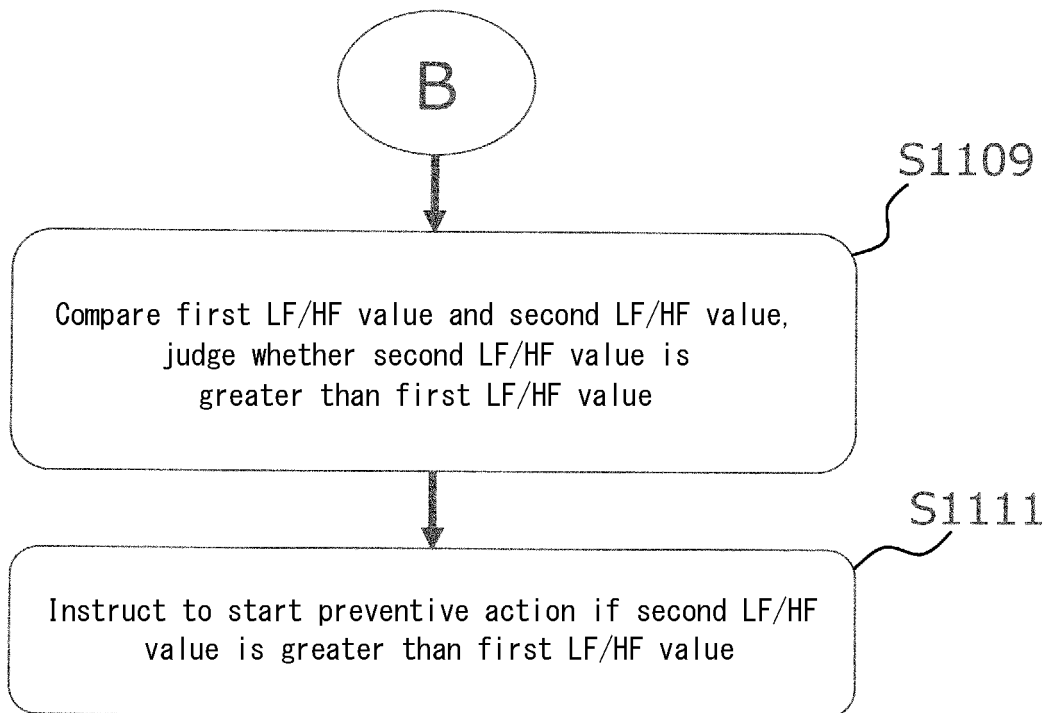 B
S1109
Compare first LF/HF value and second LF/HF value,
judge whether second LF/HF value is
greater than first LF/HF value
S1111
Instruct to start preventive action if second LF/HF
value is greater than first LF/HF value